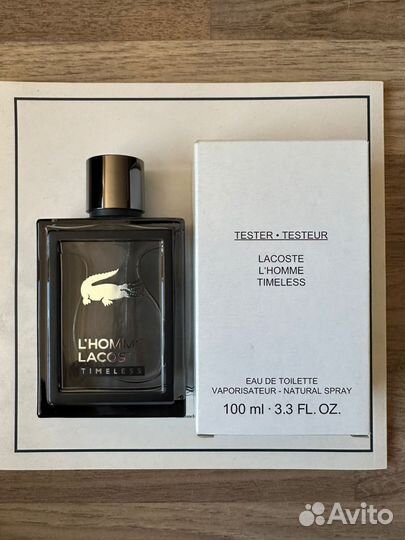 L'HOMME
LACOSTE
TIMELESS
TESTER • TESTEUR
LACOSTE
L'HOMME
TIMELESS
EAU DE TOILETTE
VAPORISATEUR - NATURAL SPRAY
100 ml · 3.3 FL. OZ.
Avito